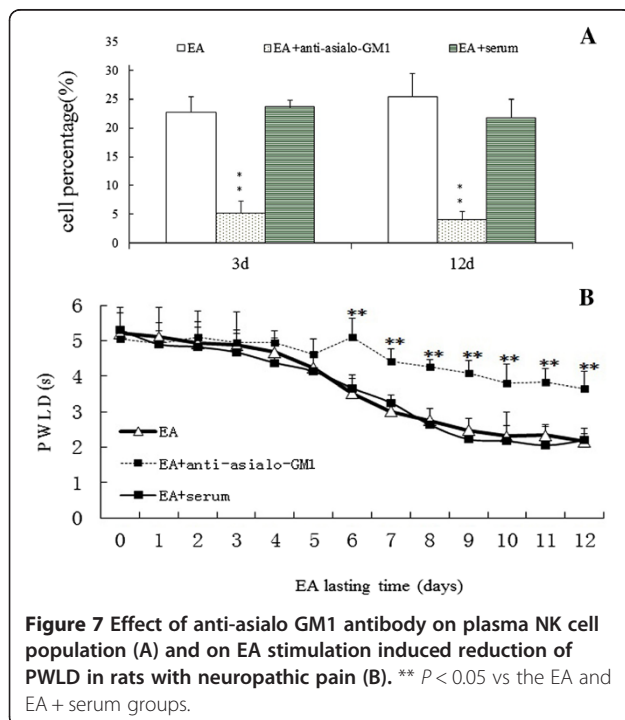 A
EA EA+anti-asialo-GM1 EA+serum
cell percentage(%)
35
30
25
20
15
10
5
0
**
**
3d 12d
B
PWLD (s)
6
5
4
3
2
1
0
** ** ** ** ** ** **
EA
EA+anti-asialo-GM1
EA+serum
0 1 2 3 4 5 6 7 8 9 10 11 12
EA lasting time (days)
Figure 7 Effect of anti-asialo GM1 antibody on plasma NK cell
population (A) and on EA stimulation induced reduction of
PWLD in rats with neuropathic pain (B). ** P < 0.05 vs the EA and
EA + serum groups.